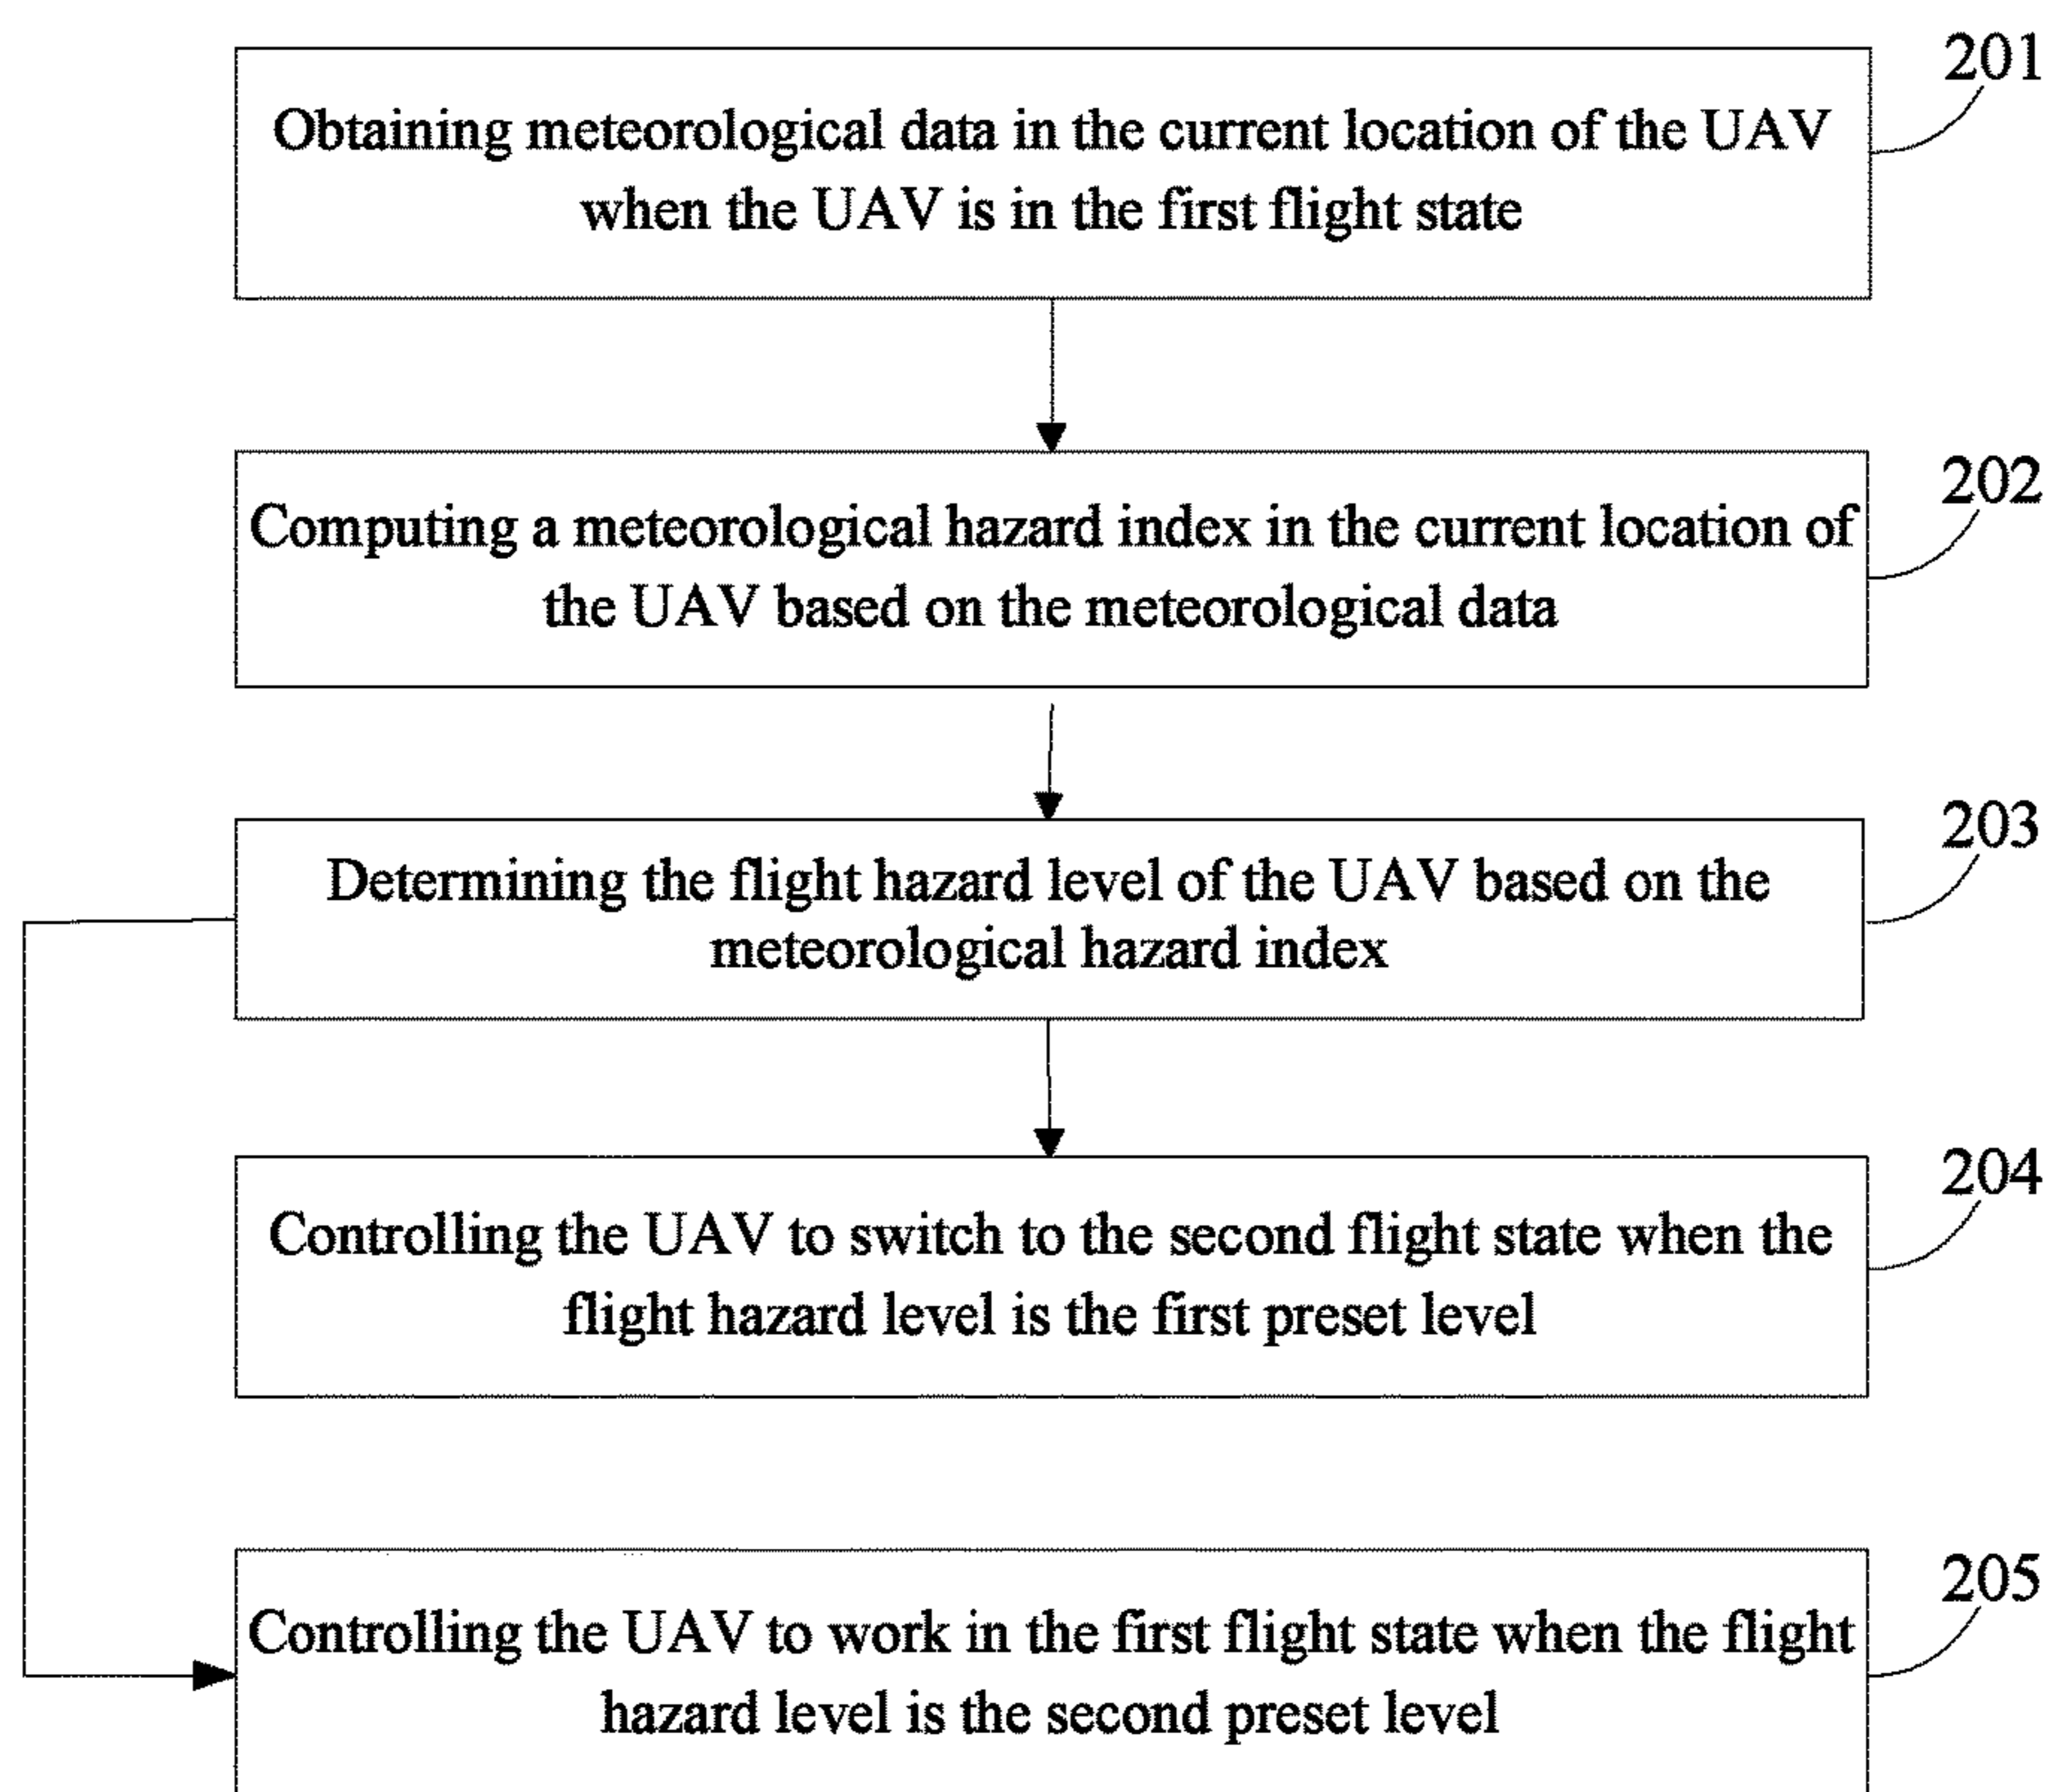 201
Obtaining meteorological data in the current location of the UAV
when the UAV is in the first flight state
202
Computing a meteorological hazard index in the current location of
the UAV based on the meteorological data
203
Determining the flight hazard level of the UAV based on the
meteorological hazard index
204
Controlling the UAV to switch to the second flight state when the
flight hazard level is the first preset level
205
Controlling the UAV to work in the first flight state when the flight
hazard level is the second preset level